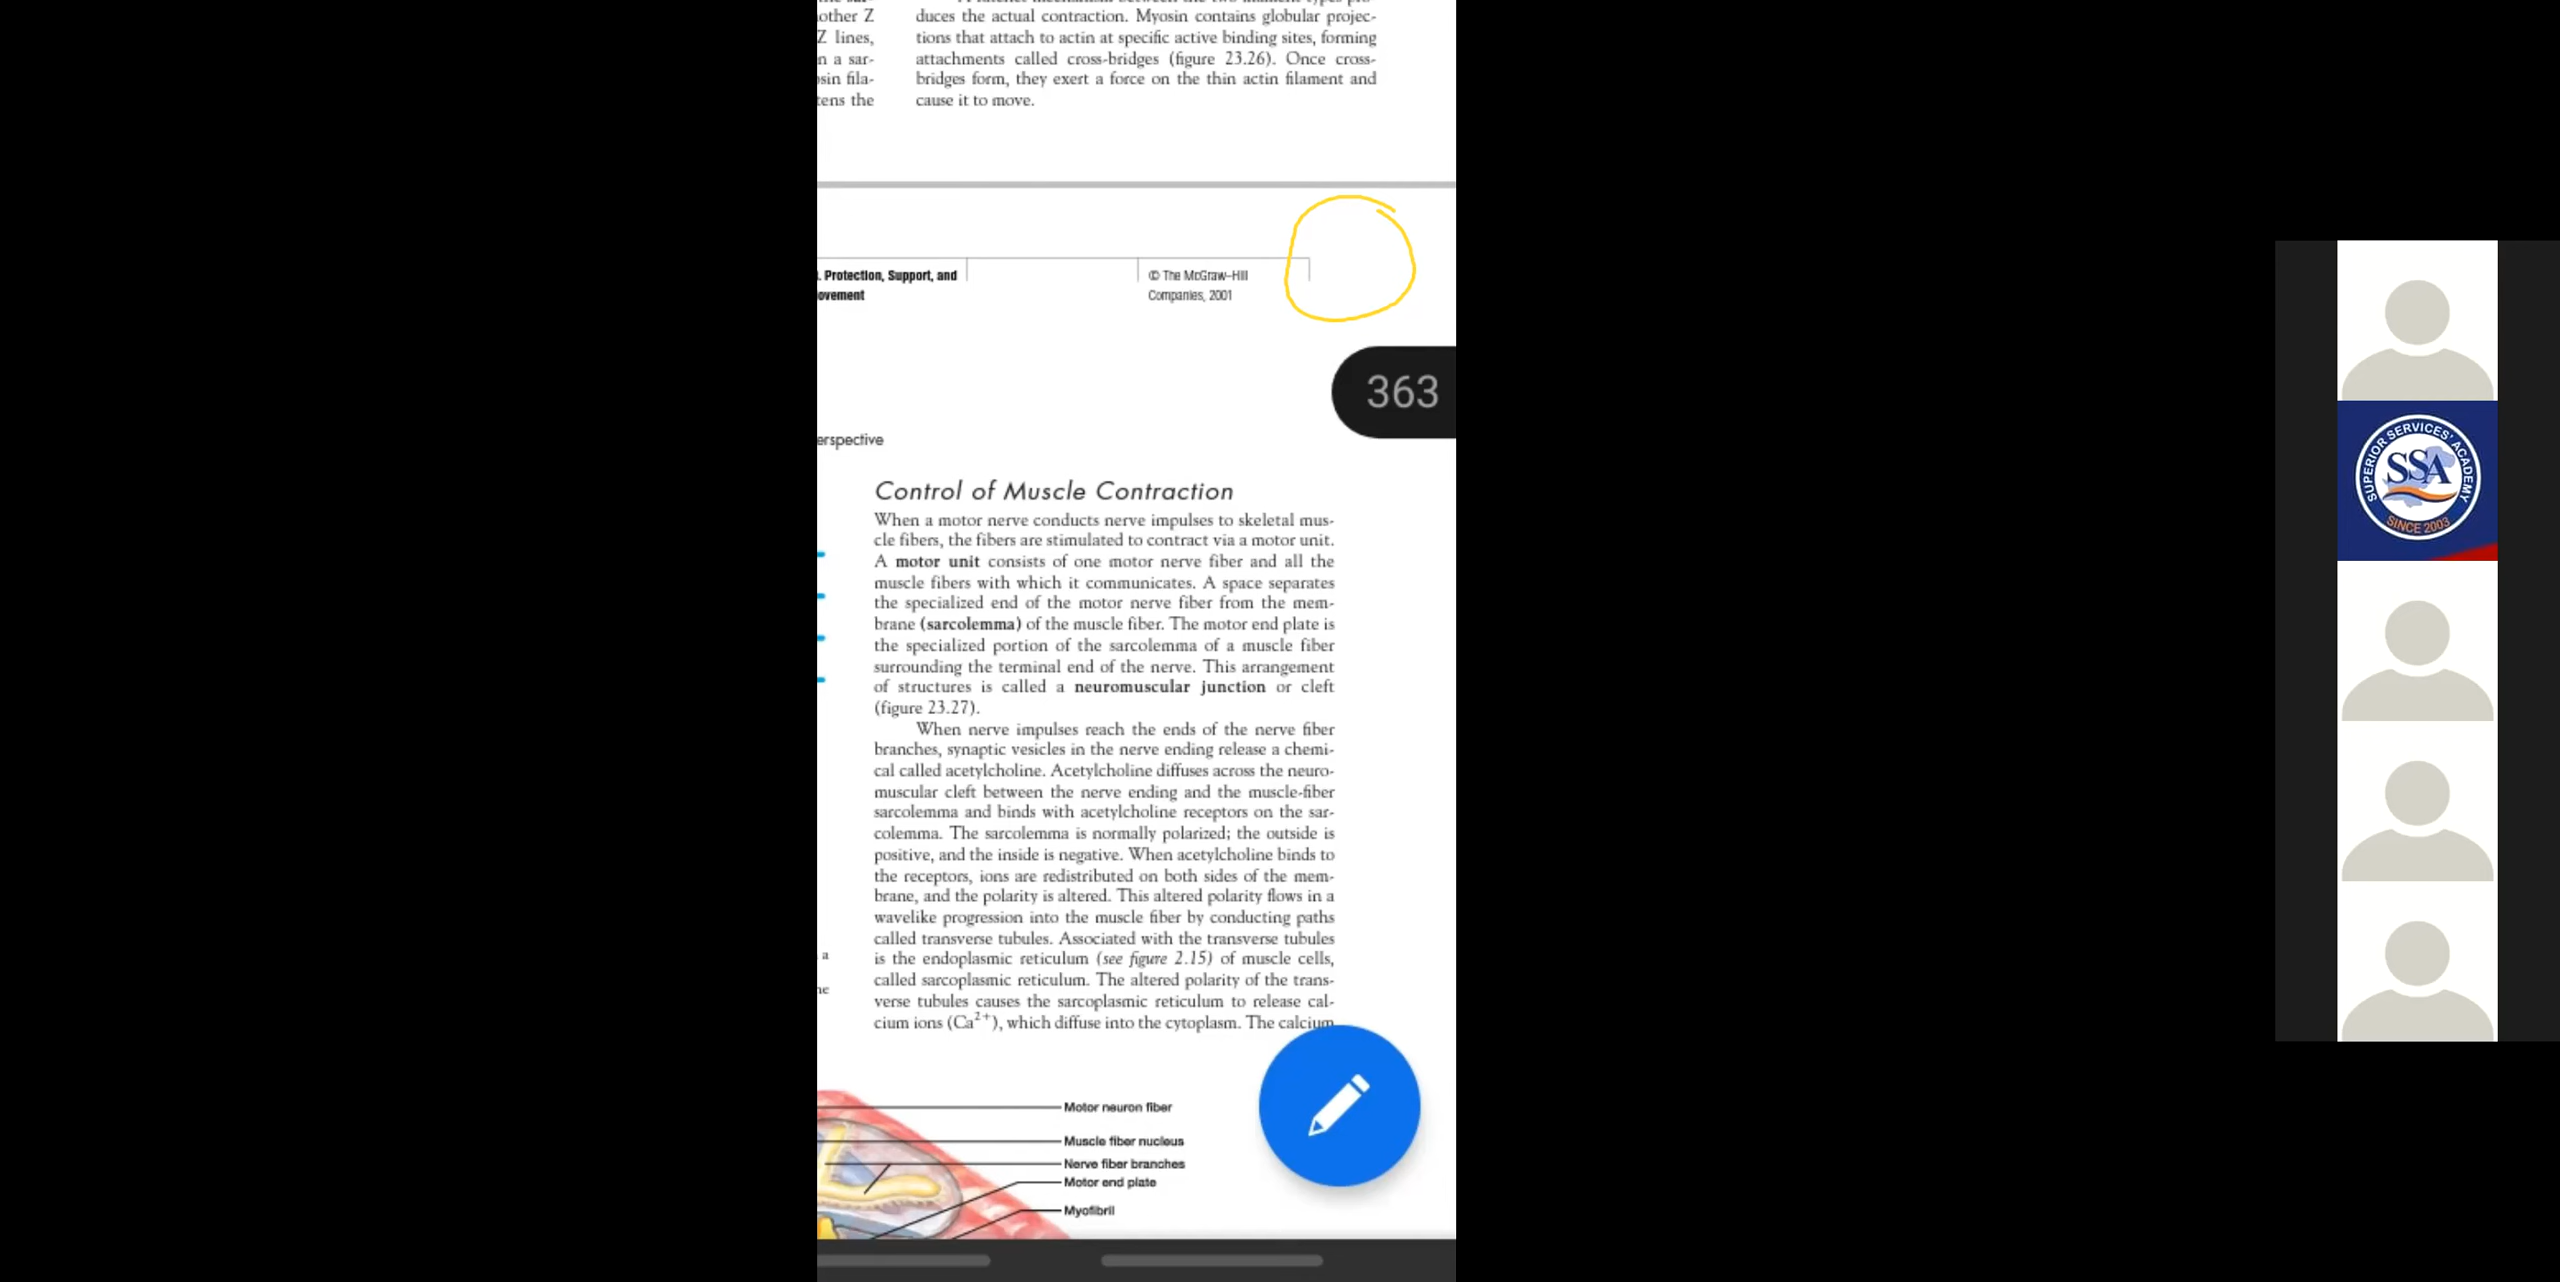 other Z
Z lines,
n a sar-
sin fila-
tens the
duces the actual contraction. Myosin contains globular projec-
tions that attach to actin at specific active binding sites, forming
attachments called cross-bridges (figure 23.26). Once cross-
bridges form, they exert a force on the thin actin filament and
cause it to move.
. Protection, Support, and
ovement
© The McGraw-Hill
Companies, 2001
363
erspective
Control of Muscle Contraction
When a motor nerve conducts nerve impulses to skeletal mus-
cle fibers, the fibers are stimulated to contract via a motor unit.
A motor unit consists of one motor nerve fiber and all the
muscle fibers with which it communicates. A space separates
the specialized end of the motor nerve fiber from the mem-
brane (sarcolemma) of the muscle fiber. The motor end plate is
the specialized portion of the sarcolemma of a muscle fiber
surrounding the terminal end of the nerve. This arrangement
of structures is called a neuromuscular junction or cleft
(figure 23.27).
When nerve impulses reach the ends of the nerve fiber
branches, synaptic vesicles in the nerve ending release a chemi-
cal called acetylcholine. Acetylcholine diffuses across the neuro-
muscular cleft between the nerve ending and the muscle-fiber
sarcolemma and binds with acetylcholine receptors on the sar-
colemma. The sarcolemma is normally polarized; the outside is
positive, and the inside is negative. When acetylcholine binds to
the receptors, ions are redistributed on both sides of the mem-
brane, and the polarity is altered. This altered polarity flows in a
wavelike progression into the muscle fiber by conducting paths
called transverse tubules. Associated with the transverse tubules
is the endoplasmic reticulum (see figure 2.15) of muscle cells,
called sarcoplasmic reticulum. The altered polarity of the trans-
verse tubules causes the sarcoplasmic reticulum to release cal-
cium ions (Ca²⁺), which diffuse into the cytoplasm. The calcium
a
ne
Motor neuron fiber
Muscle fiber nucleus
Nerve fiber branches
Motor end plate
Myofibril
SUPERIOR SERVICES' ACADEMY
SSA
SINCE 2003